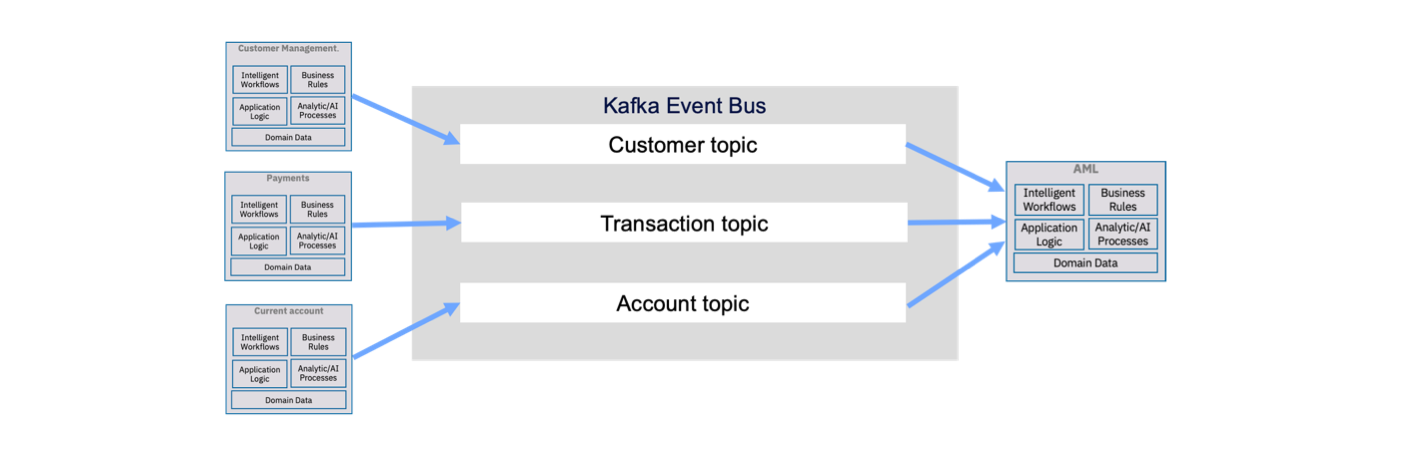 Customer Management.
Intelligent
Workflows
Business
Rules
Application
Logic
Analytic/AI
Processes
Domain Data
Payments
Intelligent
Workflows
Business
Rules
Application
Logic
Analytic/AI
Processes
Domain Data
Current account
Intelligent
Workflows
Business
Rules
Application
Logic
Analytic/AI
Processes
Domain Data
Kafka Event Bus
Customer topic
Transaction topic
Account topic
AML
Intelligent
Workflows
Business
Rules
Application
Logic
Analytic/AI
Processes
Domain Data